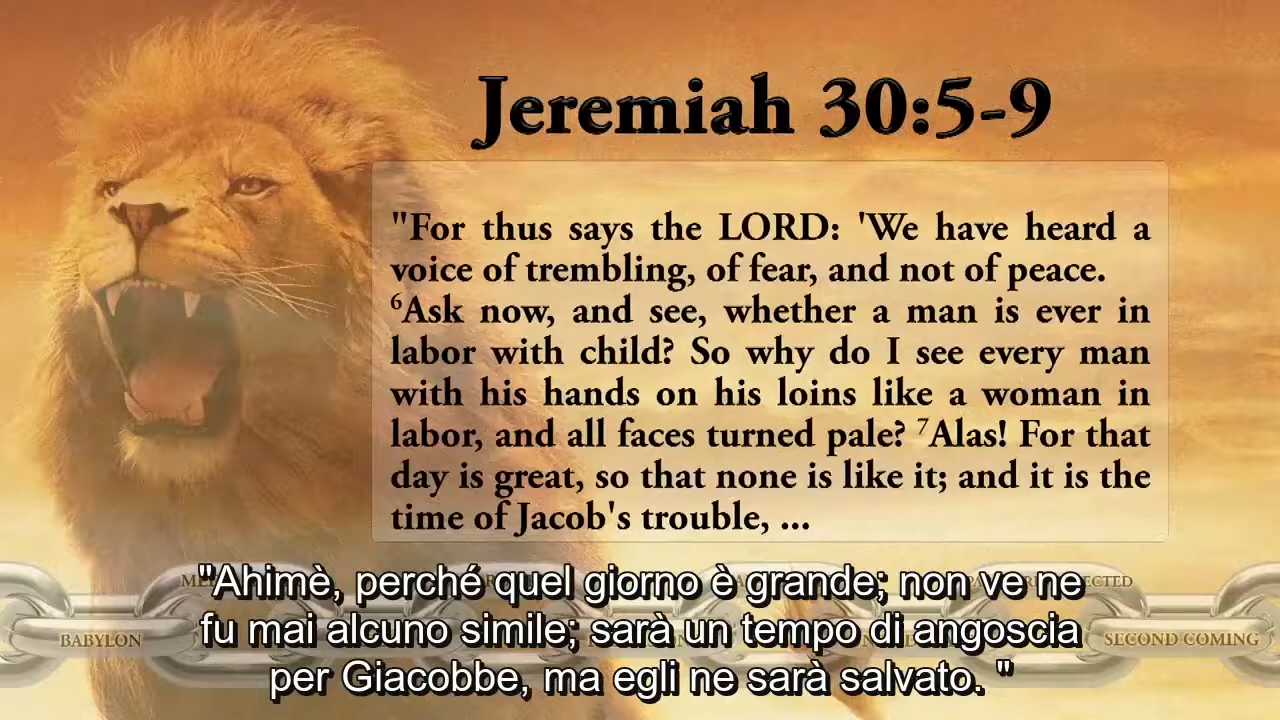 Jeremiah 30:5-9
"For thus says the LORD: 'We have heard a
voice of trembling, of fear, and not of peace.
⁶Ask now, and see, whether a man is ever in
labor with child? So why do I see every man
with his hands on his loins like a woman in
labor, and all faces turned pale? ⁷Alas! For that
day is great, so that none is like it; and it is the
time of Jacob's trouble, ...
"Ahimè, perché quel giorno è grande; non ve ne
fu mai alcuno simile; sarà un tempo di angoscia
per Giacobbe, ma egli ne sarà salvato. "
BABYLON
SECOND COMING